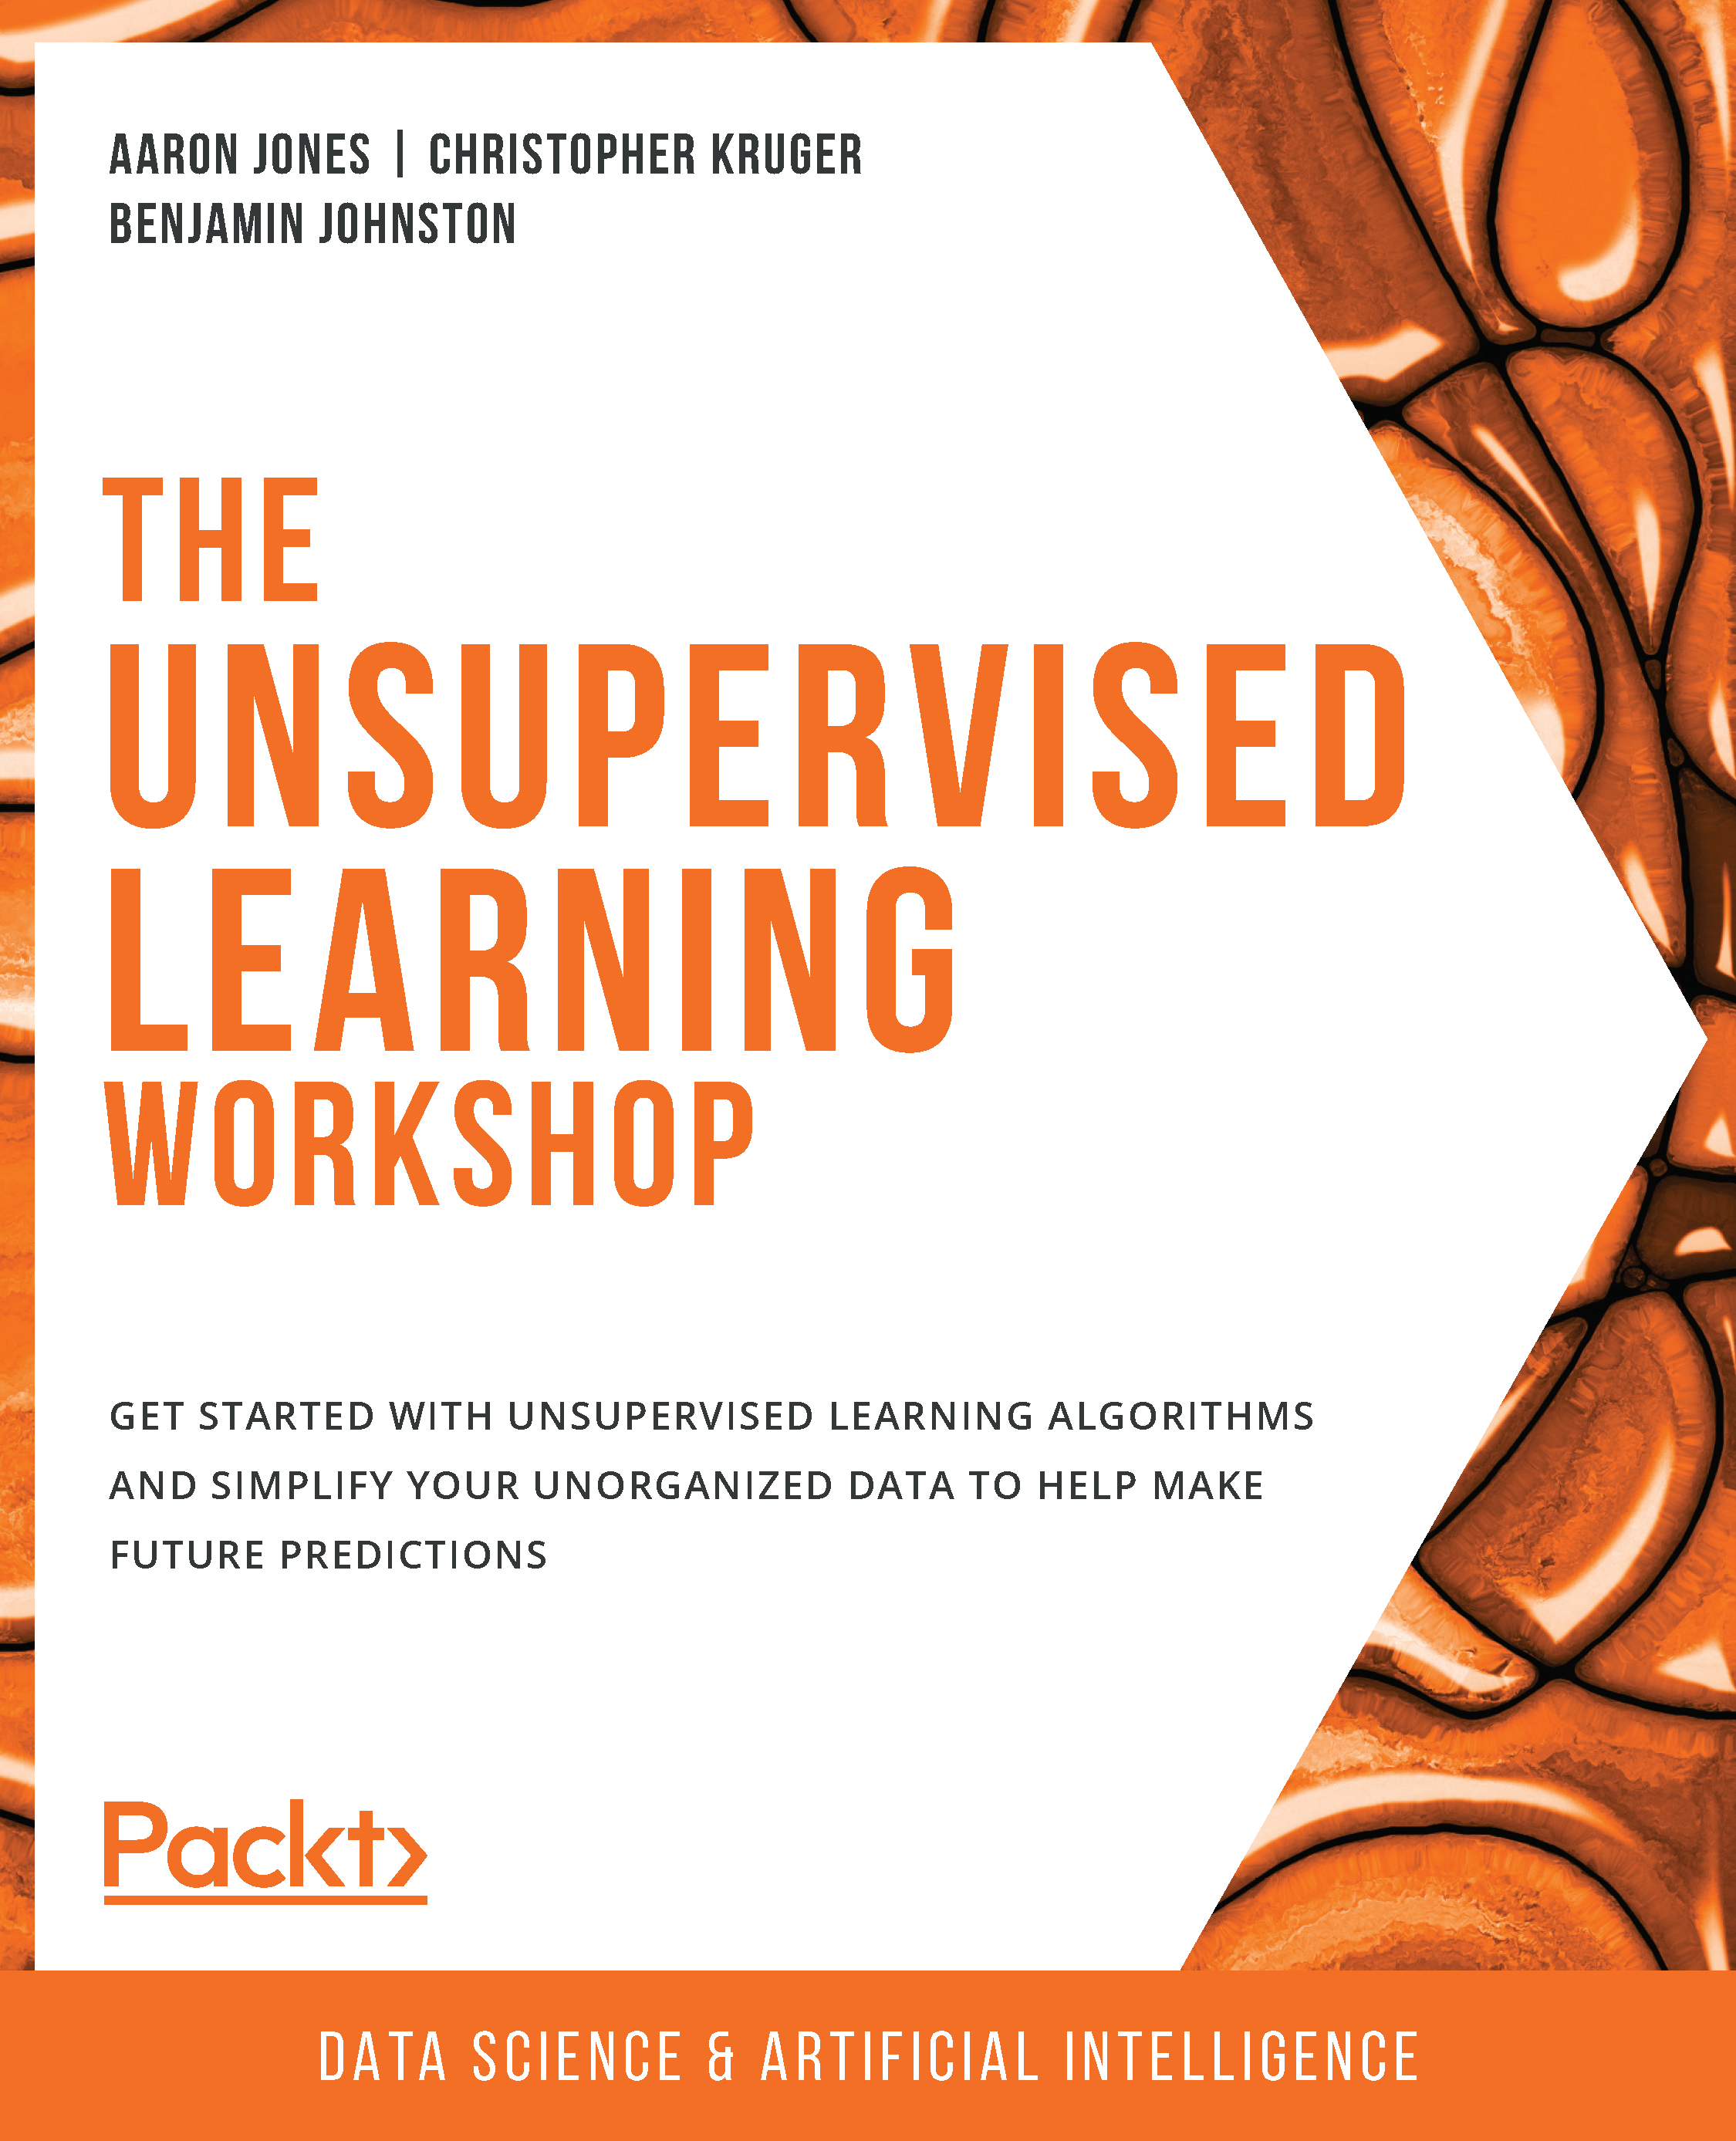 AARON JONES | CHRISTOPHER KRUGER
BENJAMIN JOHNSTON
THE
UNSUPERVISED
LEARNING
WORKSHOP
GET STARTED WITH UNSUPERVISED LEARNING ALGORITHMS
AND SIMPLIFY YOUR UNORGANIZED DATA TO HELP MAKE
FUTURE PREDICTIONS
Packt
DATA SCIENCE & ARTIFICIAL INTELLIGENCE